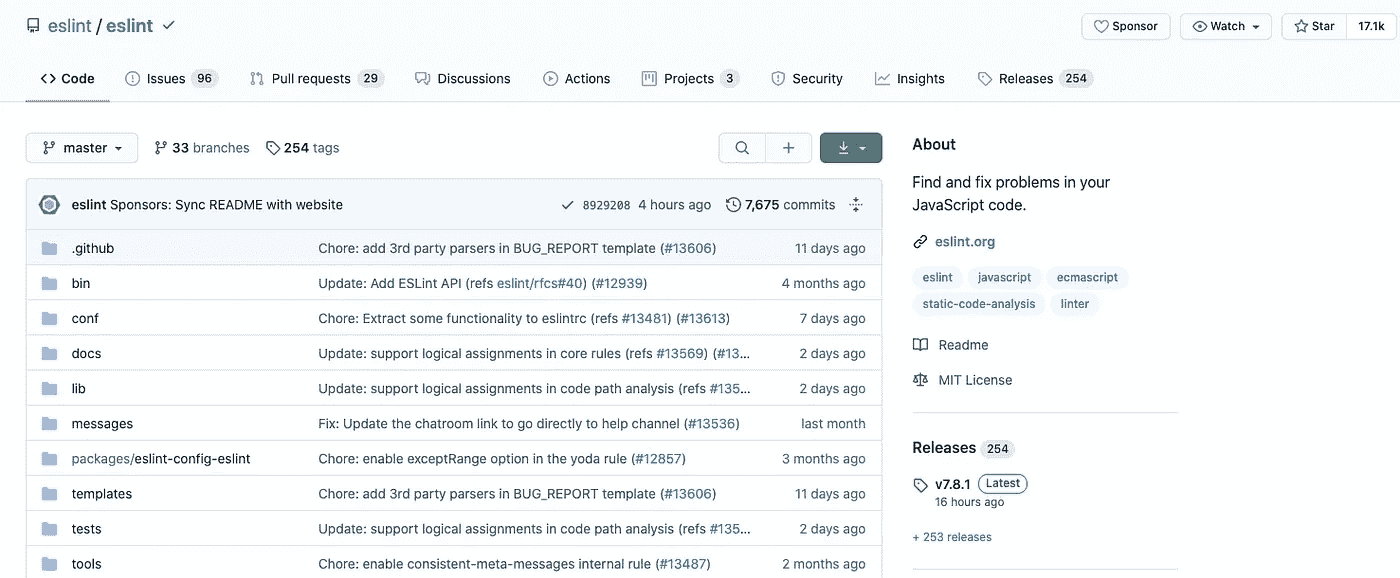 eslint / eslint
Sponsor Watch Star 17.1k
Code Issues 96 Pull requests 29 Discussions Actions Projects 3 Security Insights Releases 254
master 33 branches 254 tags
eslint Sponsors: Sync README with website 8929208 4 hours ago 7,675 commits
.github Chore: add 3rd party parsers in BUG_REPORT template (#13606) 11 days ago
bin Update: Add ESLint API (refs eslint/rfcs#40) (#12939) 4 months ago
conf Chore: Extract some functionality to eslintrc (refs #13481) (#13613) 7 days ago
docs Update: support logical assignments in core rules (refs #13569) (#13... 2 days ago
lib Update: support logical assignments in code path analysis (refs #135... 2 days ago
messages Fix: Update the chatroom link to go directly to help channel (#13536) last month
packages/eslint-config-eslint Chore: enable exceptRange option in the yoda rule (#12857) 3 months ago
templates Chore: add 3rd party parsers in BUG_REPORT template (#13606) 11 days ago
tests Update: support logical assignments in code path analysis (refs #135... 2 days ago
tools Chore: enable consistent-meta-messages internal rule (#13487) 2 months ago
About
Find and fix problems in your
JavaScript code.
eslint.org
eslint javascript ecmascript
static-code-analysis linter
Readme
MIT License
Releases 254
v7.8.1 Latest
16 hours ago
+ 253 releases